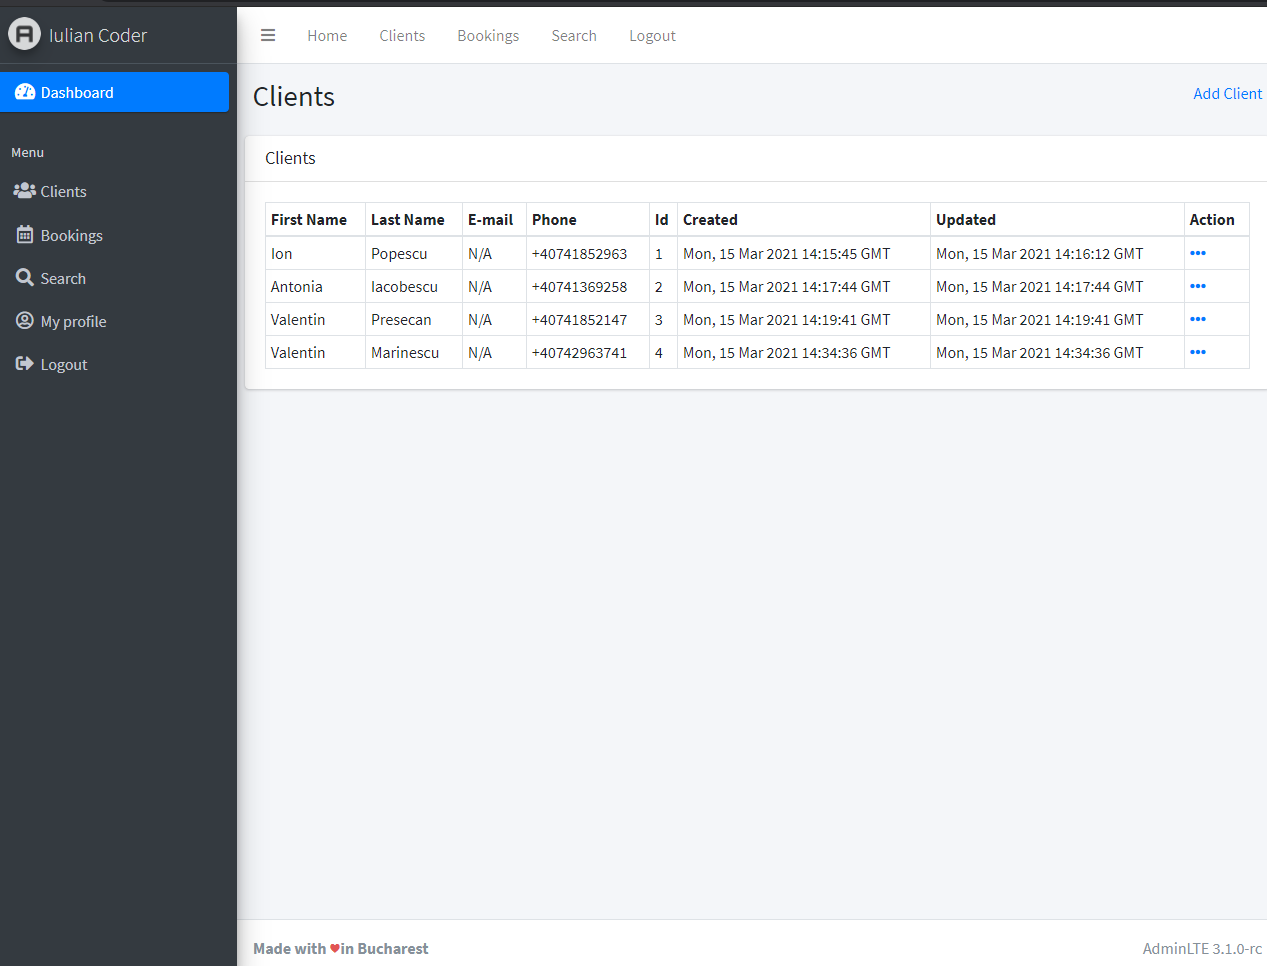 Iulian Coder
Home Clients Bookings Search Logout
Dashboard
Menu
Clients
Bookings
Search
My profile
Logout
Clients
Add Client
Clients
First Name Last Name E-mail Phone Id Created Updated Action
Ion Popescu N/A +40741852963 1 Mon, 15 Mar 2021 14:15:45 GMT Mon, 15 Mar 2021 14:16:12 GMT
Antonia Iacobescu N/A +40741369258 2 Mon, 15 Mar 2021 14:17:44 GMT Mon, 15 Mar 2021 14:17:44 GMT
Valentin Presecan N/A +40741852147 3 Mon, 15 Mar 2021 14:19:41 GMT Mon, 15 Mar 2021 14:19:41 GMT
Valentin Marinescu N/A +40742963741 4 Mon, 15 Mar 2021 14:34:36 GMT Mon, 15 Mar 2021 14:34:36 GMT
Made with ❤in Bucharest
AdminLTE 3.1.0-rc